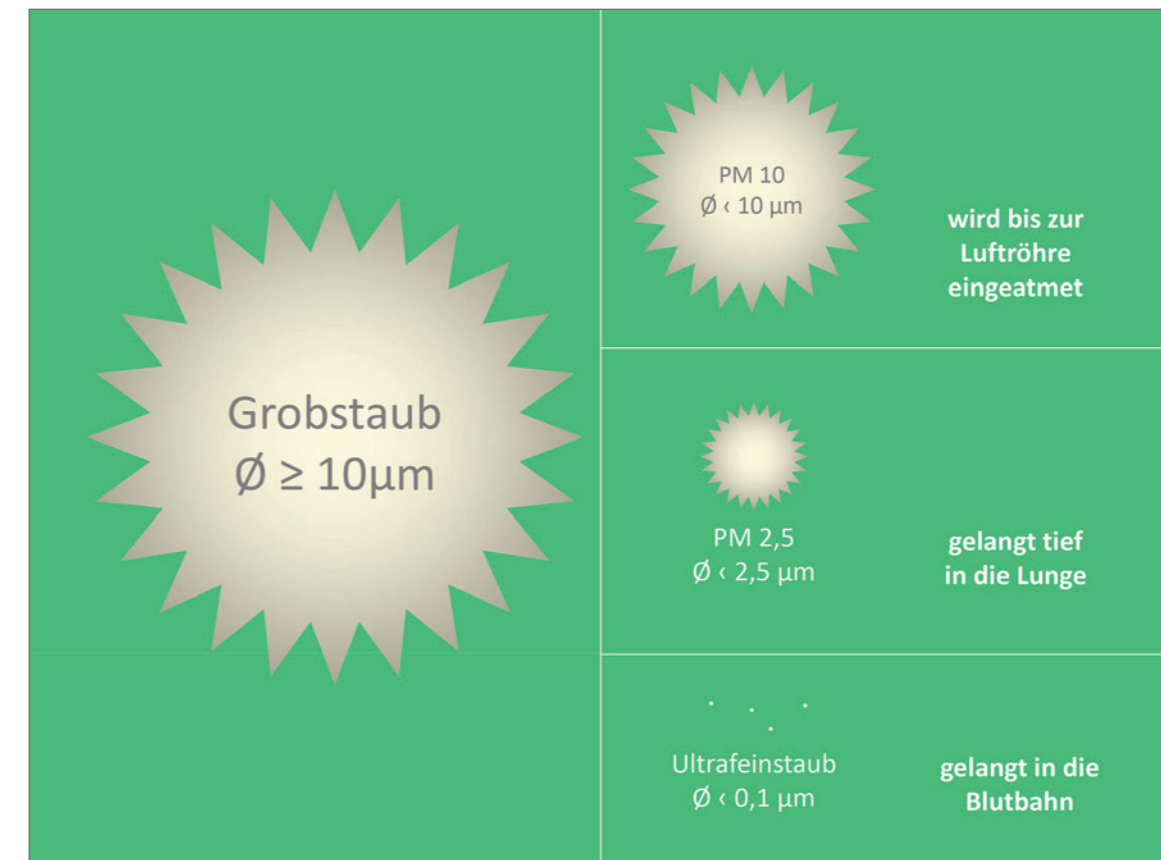 Grobstaub
Ø ≥ 10µm
PM 10
Ø ‹ 10 µm
wird bis zur
Luftröhre
eingeatmet
PM 2,5
Ø ‹ 2,5 µm
gelangt tief
in die Lunge
Ultrafeinstaub
Ø ‹ 0,1 µm
gelangt in die
Blutbahn